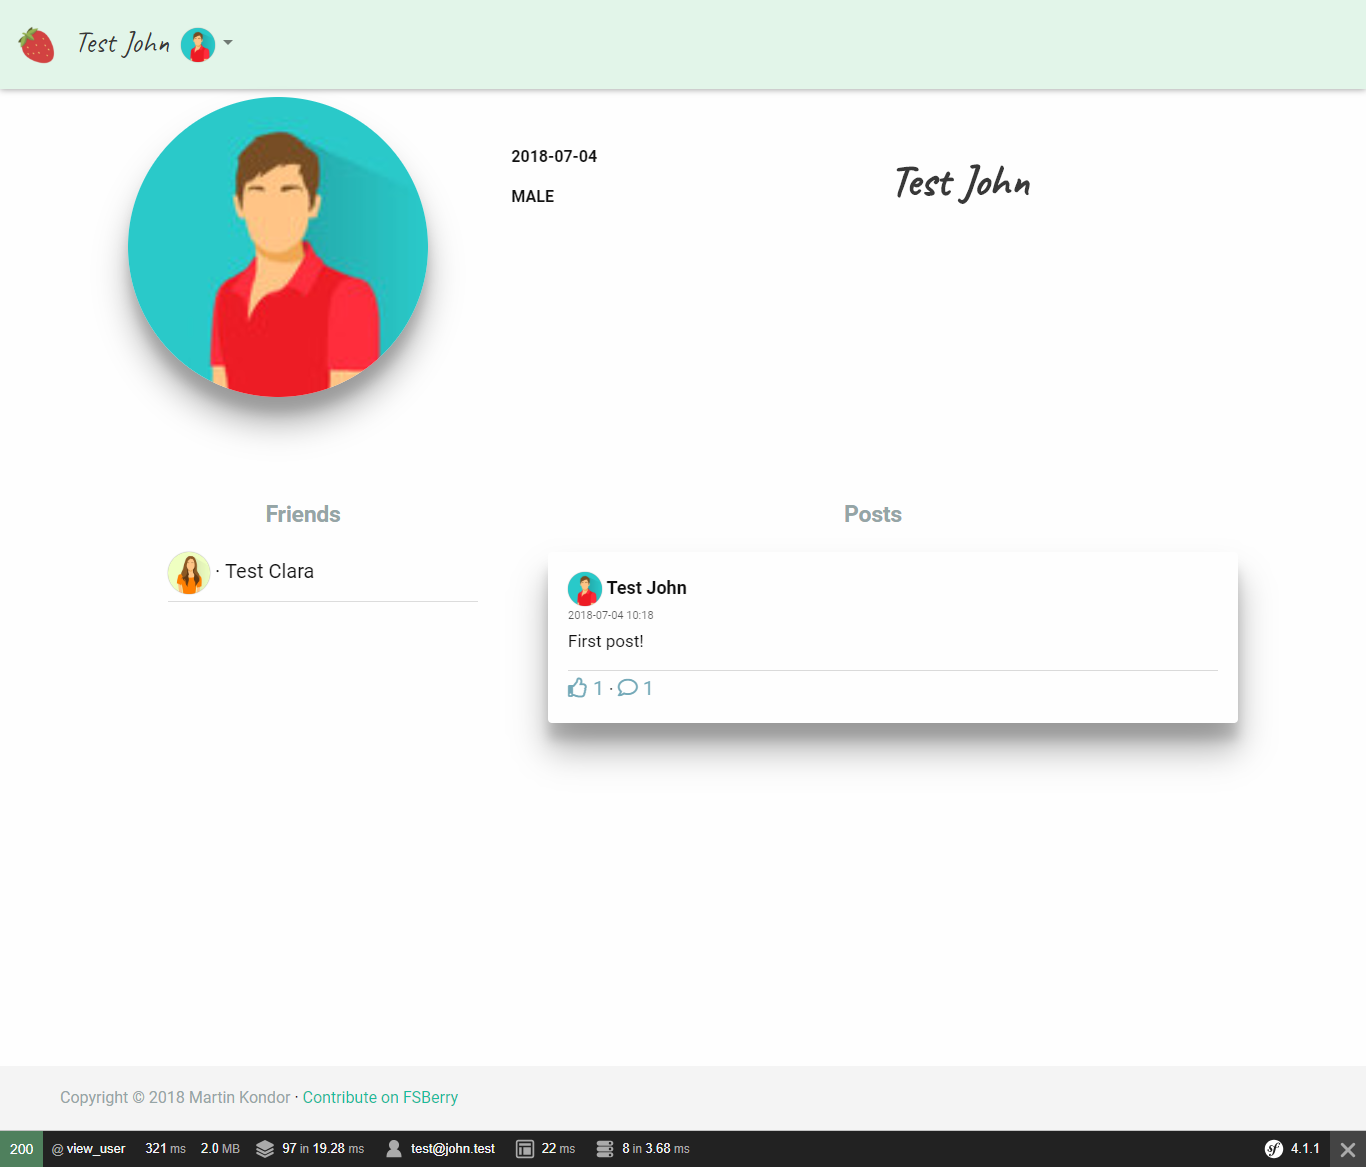 Test John
2018-07-04
MALE
Test John
Friends
· Test Clara
Posts
Test John
2018-07-04 10:18
First post!
1 · 1
Copyright © 2018 Martin Kondor · Contribute on FSBerry
200 @ view_user 321 ms 2.0 MB 97 in 19.28 ms test@john.test 22 ms 8 in 3.68 ms sf 4.1.1